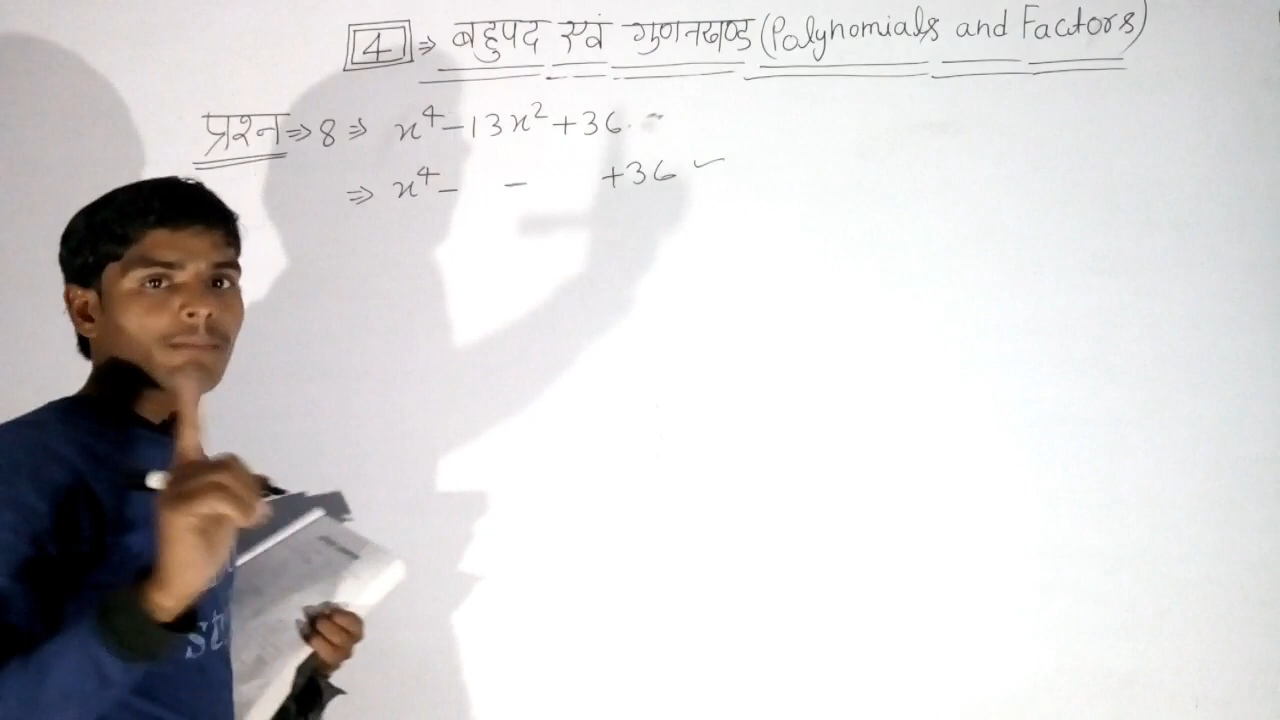 4 ⇒ बहुपद एवं गुणनखण्ड (Polynomials and Factors)
प्रश्न ⇒ 8 ⇒ x⁴-13x²+36.
⇒ x⁴- - +36 ✓